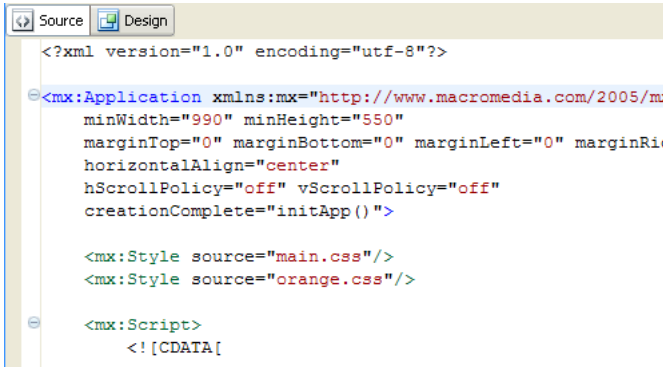 Source Design
<?xml version="1.0" encoding="utf-8"?>
<mx:Application xmlns:mx="http://www.macromedia.com/2005/m
minWidth="990" minHeight="550"
marginTop="0" marginBottom="0" marginLeft="0" marginRi
horizontalAlign="center"
hScrollPolicy="off" vScrollPolicy="off"
creationComplete="initApp()">
<mx:Style source="main.css"/>
<mx:Style source="orange.css"/>
<mx:Script>
<![CDATA[